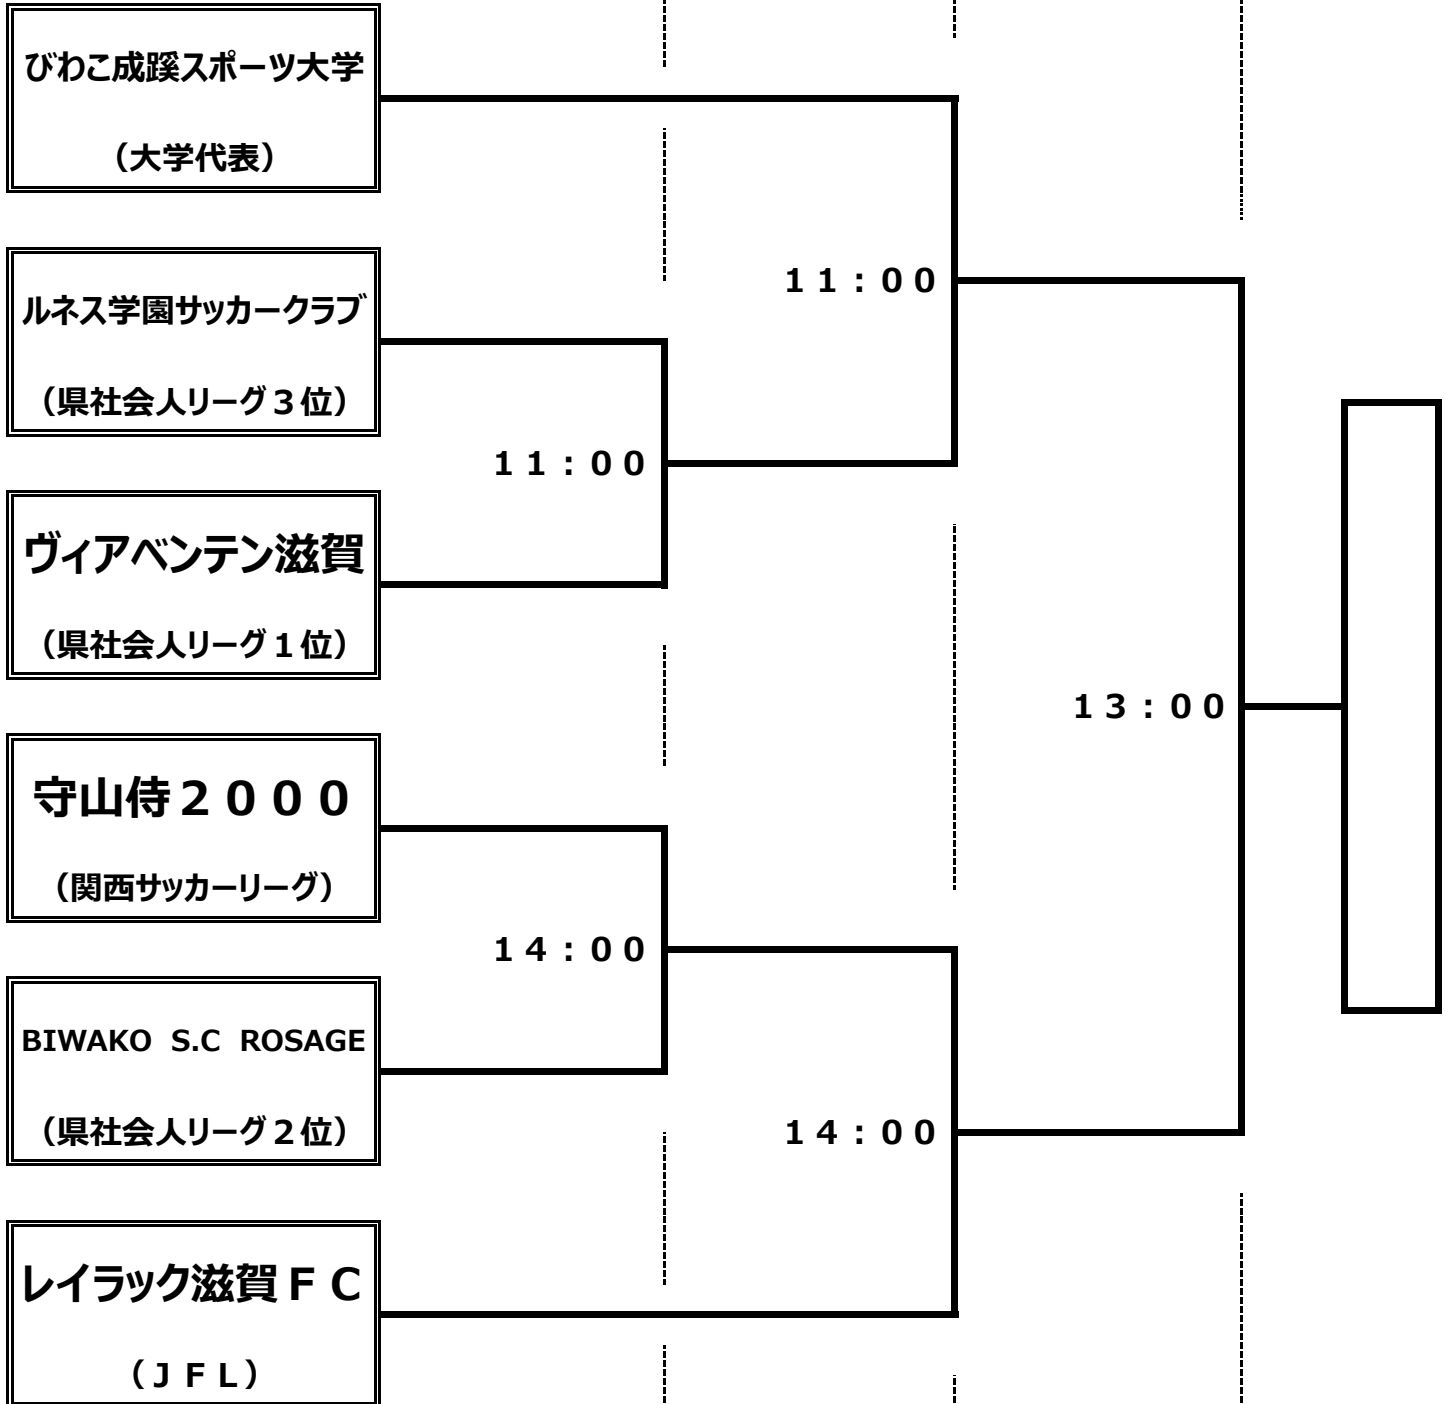 びわこ成蹊スポーツ大学
（大学代表）
ルネス学園サッカークラブ
（県社会人リーグ３位）
ヴィアベンテン滋賀
（県社会人リーグ１位）
守山侍２０００
（関西サッカーリーグ）
BIWAKO S.C ROSAGE
（県社会人リーグ２位）
レイラック滋賀ＦＣ
（ＪＦＬ）
１１：００
１４：００
１１：００
１４：００
１３：００